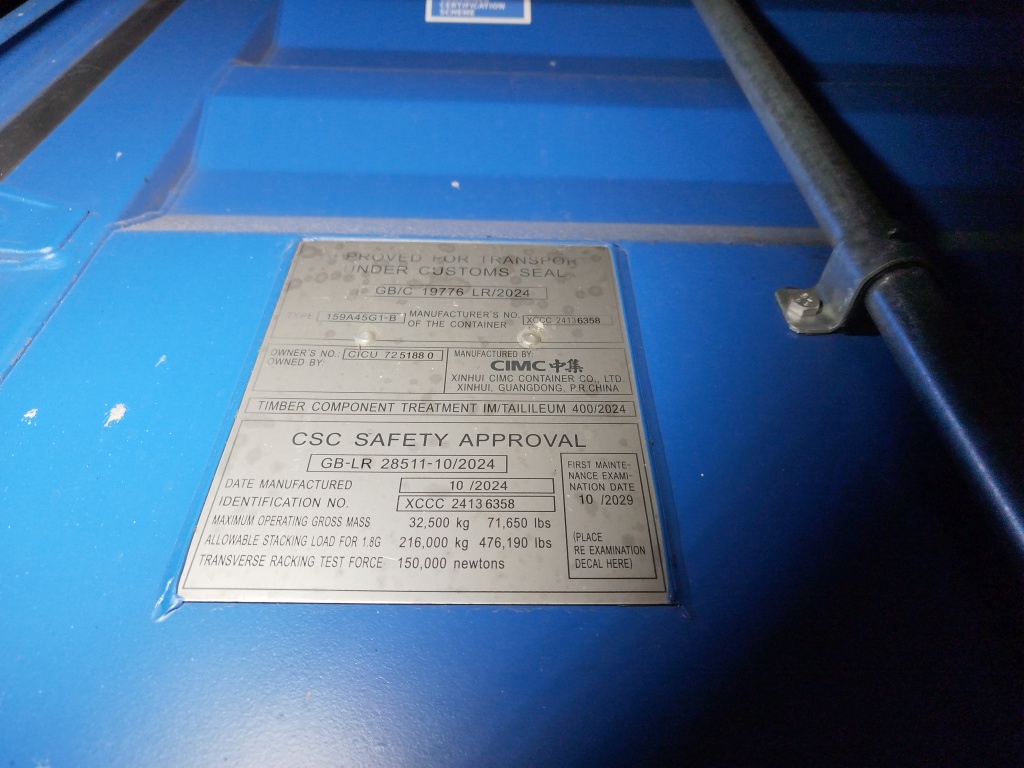 CERTIFICATION
SCHEME
PROVED FOR TRANSPOR
UNDER CUSTOMS SEAL
GB/C 19776 LR/2024
TYPE 159A45G1-B MANUFACTURER'S NO. OF THE CONTAINER XCCC 24136358
OWNER'S NO.: CICU 725188 0
OWNED BY:
MANUFACTURED BY:
CIMC中集
XINHUI CIMC CONTAINER CO., LTD.
XINHUI, GUANGDONG, P.R.CHINA
TIMBER COMPONENT TREATMENT IM/TAILILEUM 400/2024
CSC SAFETY APPROVAL
GB-LR 28511-10/2024
DATE MANUFACTURED 10 /2024
IDENTIFICATION NO. XCCC 24136358
MAXIMUM OPERATING GROSS MASS 32,500 kg 71,650 lbs
ALLOWABLE STACKING LOAD FOR 1.8G 216,000 kg 476,190 lbs
TRANSVERSE RACKING TEST FORCE 150,000 newtons
FIRST MAINTE-
NANCE EXAMI-
NATION DATE
10 /2029
(PLACE
RE EXAMINATION
DECAL HERE)